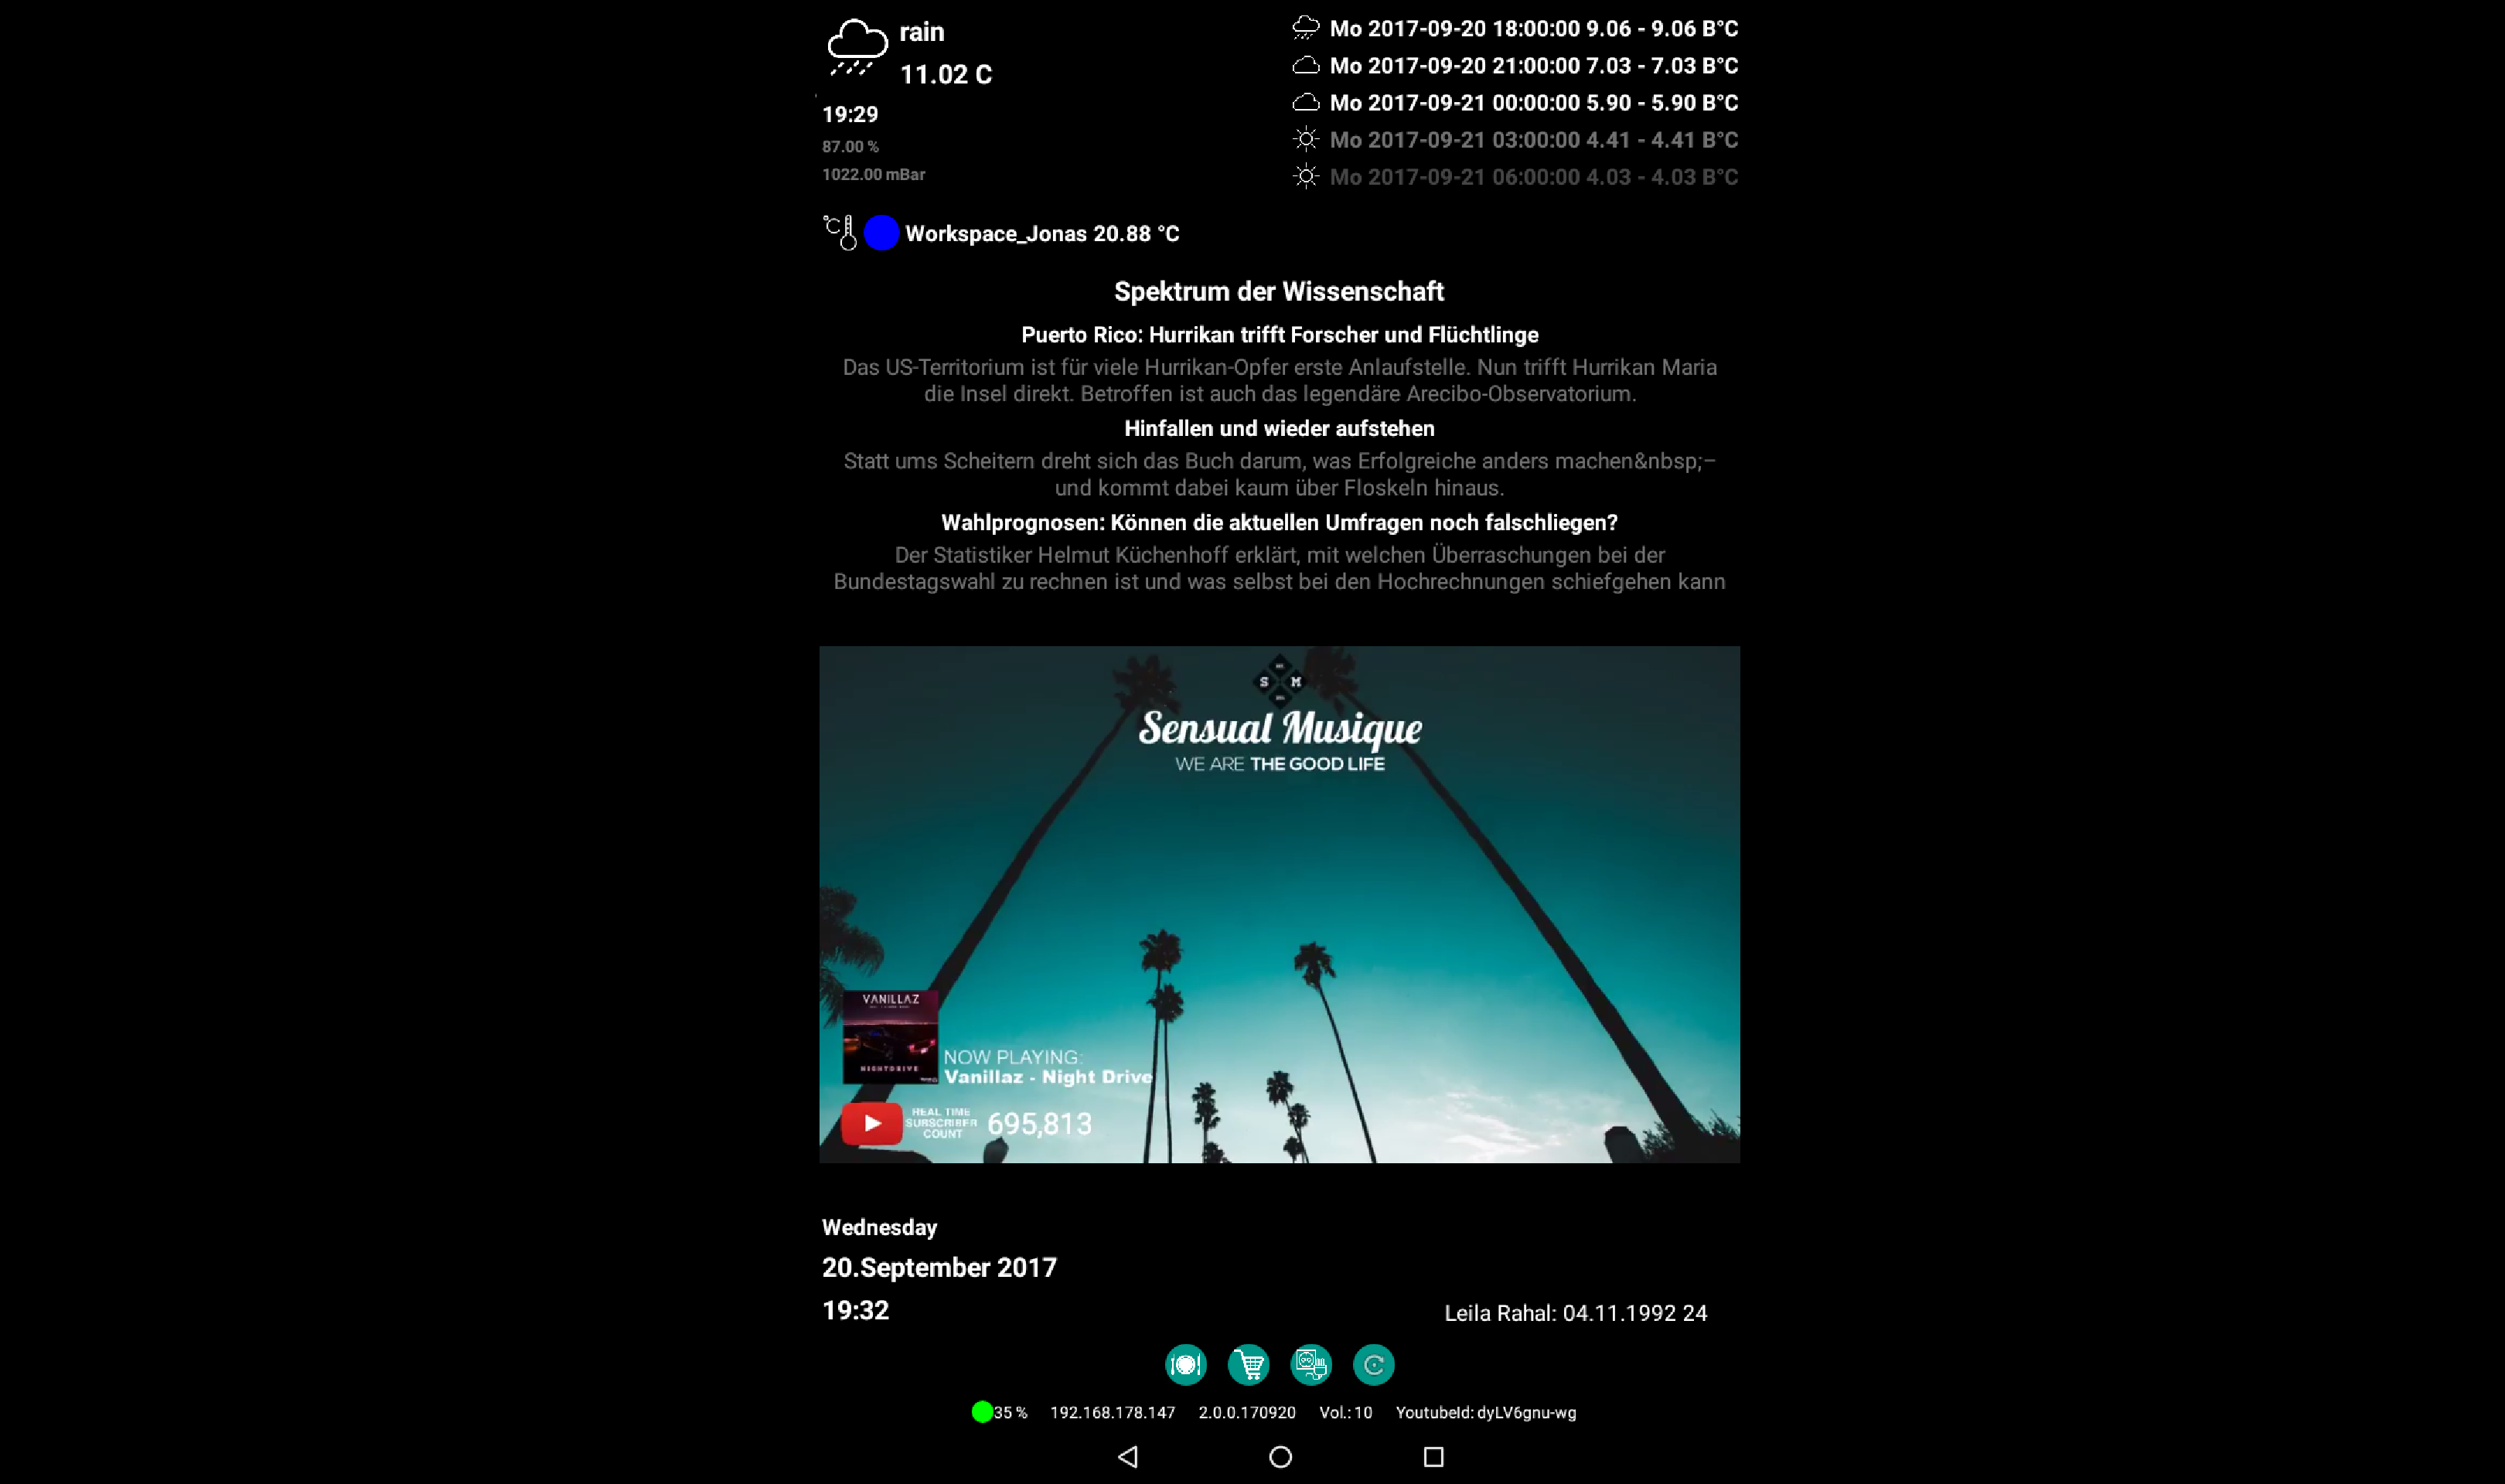 rain
11.02 C
19:29
87.00 %
1022.00 mBar
Mo 2017-09-20 18:00:00 9.06 - 9.06 B°C
Mo 2017-09-20 21:00:00 7.03 - 7.03 B°C
Mo 2017-09-21 00:00:00 5.90 - 5.90 B°C
Mo 2017-09-21 03:00:00 4.41 - 4.41 B°C
Mo 2017-09-21 06:00:00 4.03 - 4.03 B°C
°C
Workspace_Jonas 20.88 °C
Spektrum der Wissenschaft
Puerto Rico: Hurrikan trifft Forscher und Flüchtlinge
Das US-Territorium ist für viele Hurrikan-Opfer erste Anlaufstelle. Nun trifft Hurrikan Maria
die Insel direkt. Betroffen ist auch das legendäre Arecibo-Observatorium.
Hinfallen und wieder aufstehen
Statt ums Scheitern dreht sich das Buch darum, was Erfolgreiche anders machen&nbsp;–
und kommt dabei kaum über Floskeln hinaus.
Wahlprognosen: Können die aktuellen Umfragen noch falschliegen?
Der Statistiker Helmut Küchenhoff erklärt, mit welchen Überraschungen bei der
Bundestagswahl zu rechnen ist und was selbst bei den Hochrechnungen schiefgehen kann
S M
Sensual Musique
WE ARE THE GOOD LIFE
VANILLAZ
NIGHTDRIVE
NOW PLAYING:
Vanillaz - Night Drive
REAL TIME
SUBSCRIBER
COUNT
695,813
Wednesday
20.September 2017
19:32
Leila Rahal: 04.11.1992 24
35 % 192.168.178.147 2.0.0.170920 Vol.: 10 YoutubeId: dyLV6gnu-wg